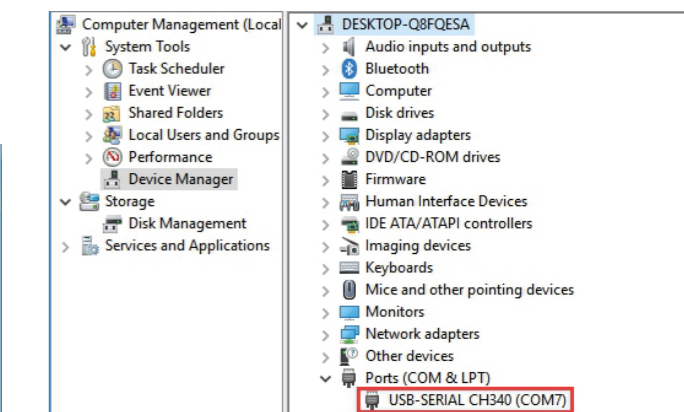 Computer Management (Local
System Tools
Task Scheduler
Event Viewer
Shared Folders
Local Users and Groups
Performance
Device Manager
Storage
Disk Management
Services and Applications
DESKTOP-Q8FQESA
Audio inputs and outputs
Bluetooth
Computer
Disk drives
Display adapters
DVD/CD-ROM drives
Firmware
Human Interface Devices
IDE ATA/ATAPI controllers
Imaging devices
Keyboards
Mice and other pointing devices
Monitors
Network adapters
Other devices
Ports (COM & LPT)
USB-SERIAL CH340 (COM7)